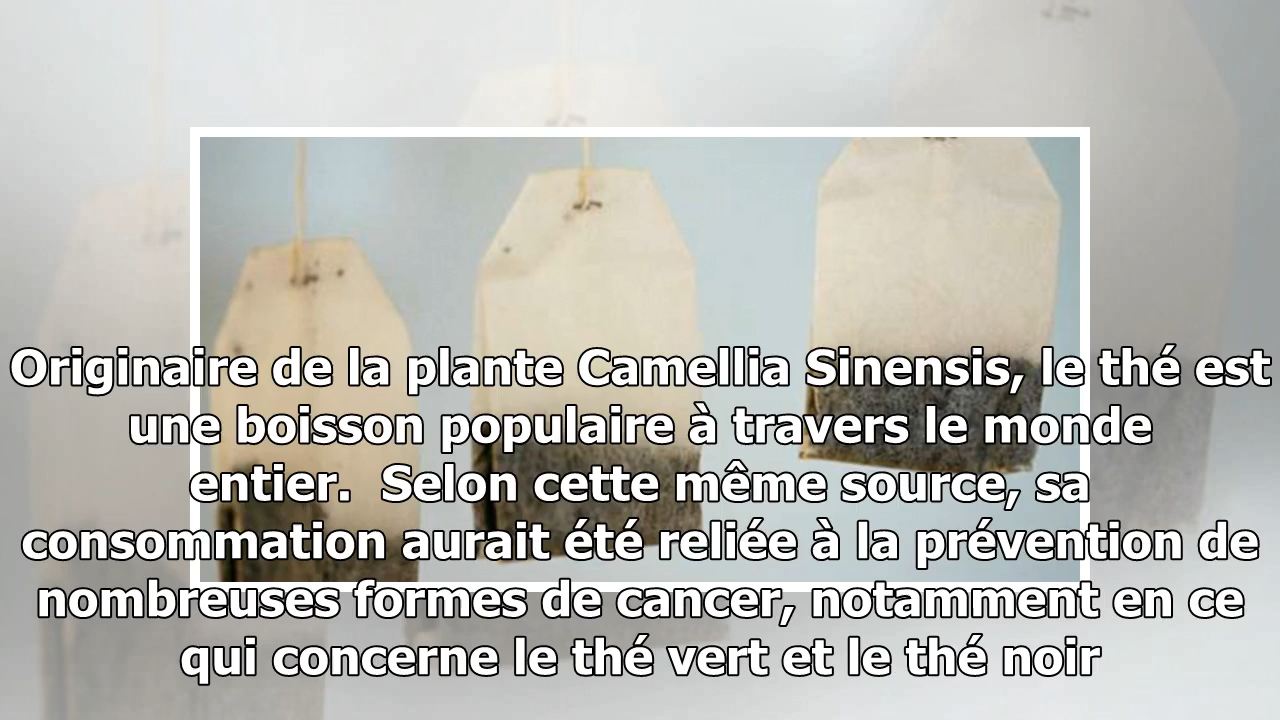 Originaire de la plante Camellia Sinensis, le thé est
une boisson populaire à travers le monde
entier.  Selon cette même source, sa
consommation aurait été reliée à la prévention de
nombreuses formes de cancer, notamment en ce
qui concerne le thé vert et le thé noir